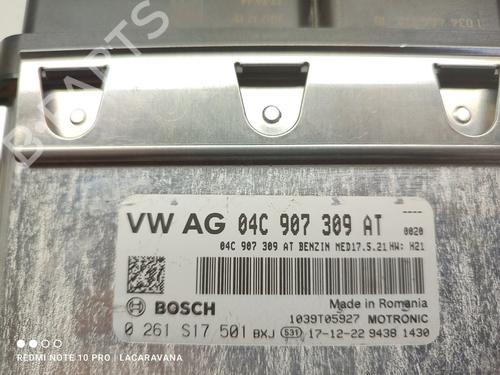 B-PARTS
VW AG 04C 907 309 AT ----
0020
04C 907 309 AT BENZIN MED17.5.21 HW: H21
Made in Romania
BOSCH 1039T05927 MOTRONIC
0 261 S17 501 BXJ 531 17-12-22 9438 1430
REDMI NOTE 10 PRO | LACARAVANA